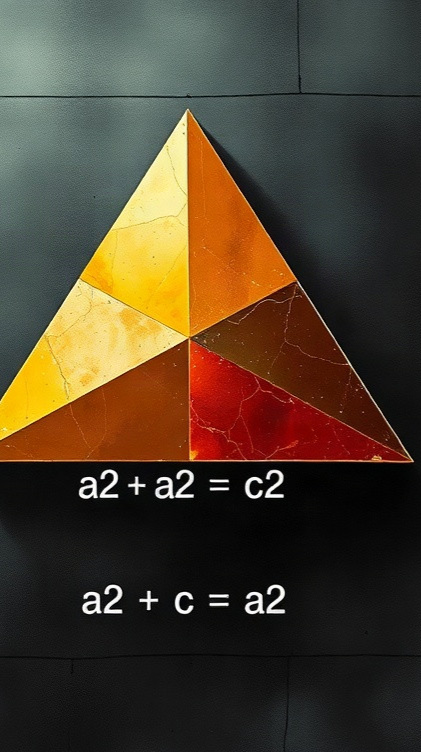 a2 + a2 = c2
a2 + c = a2